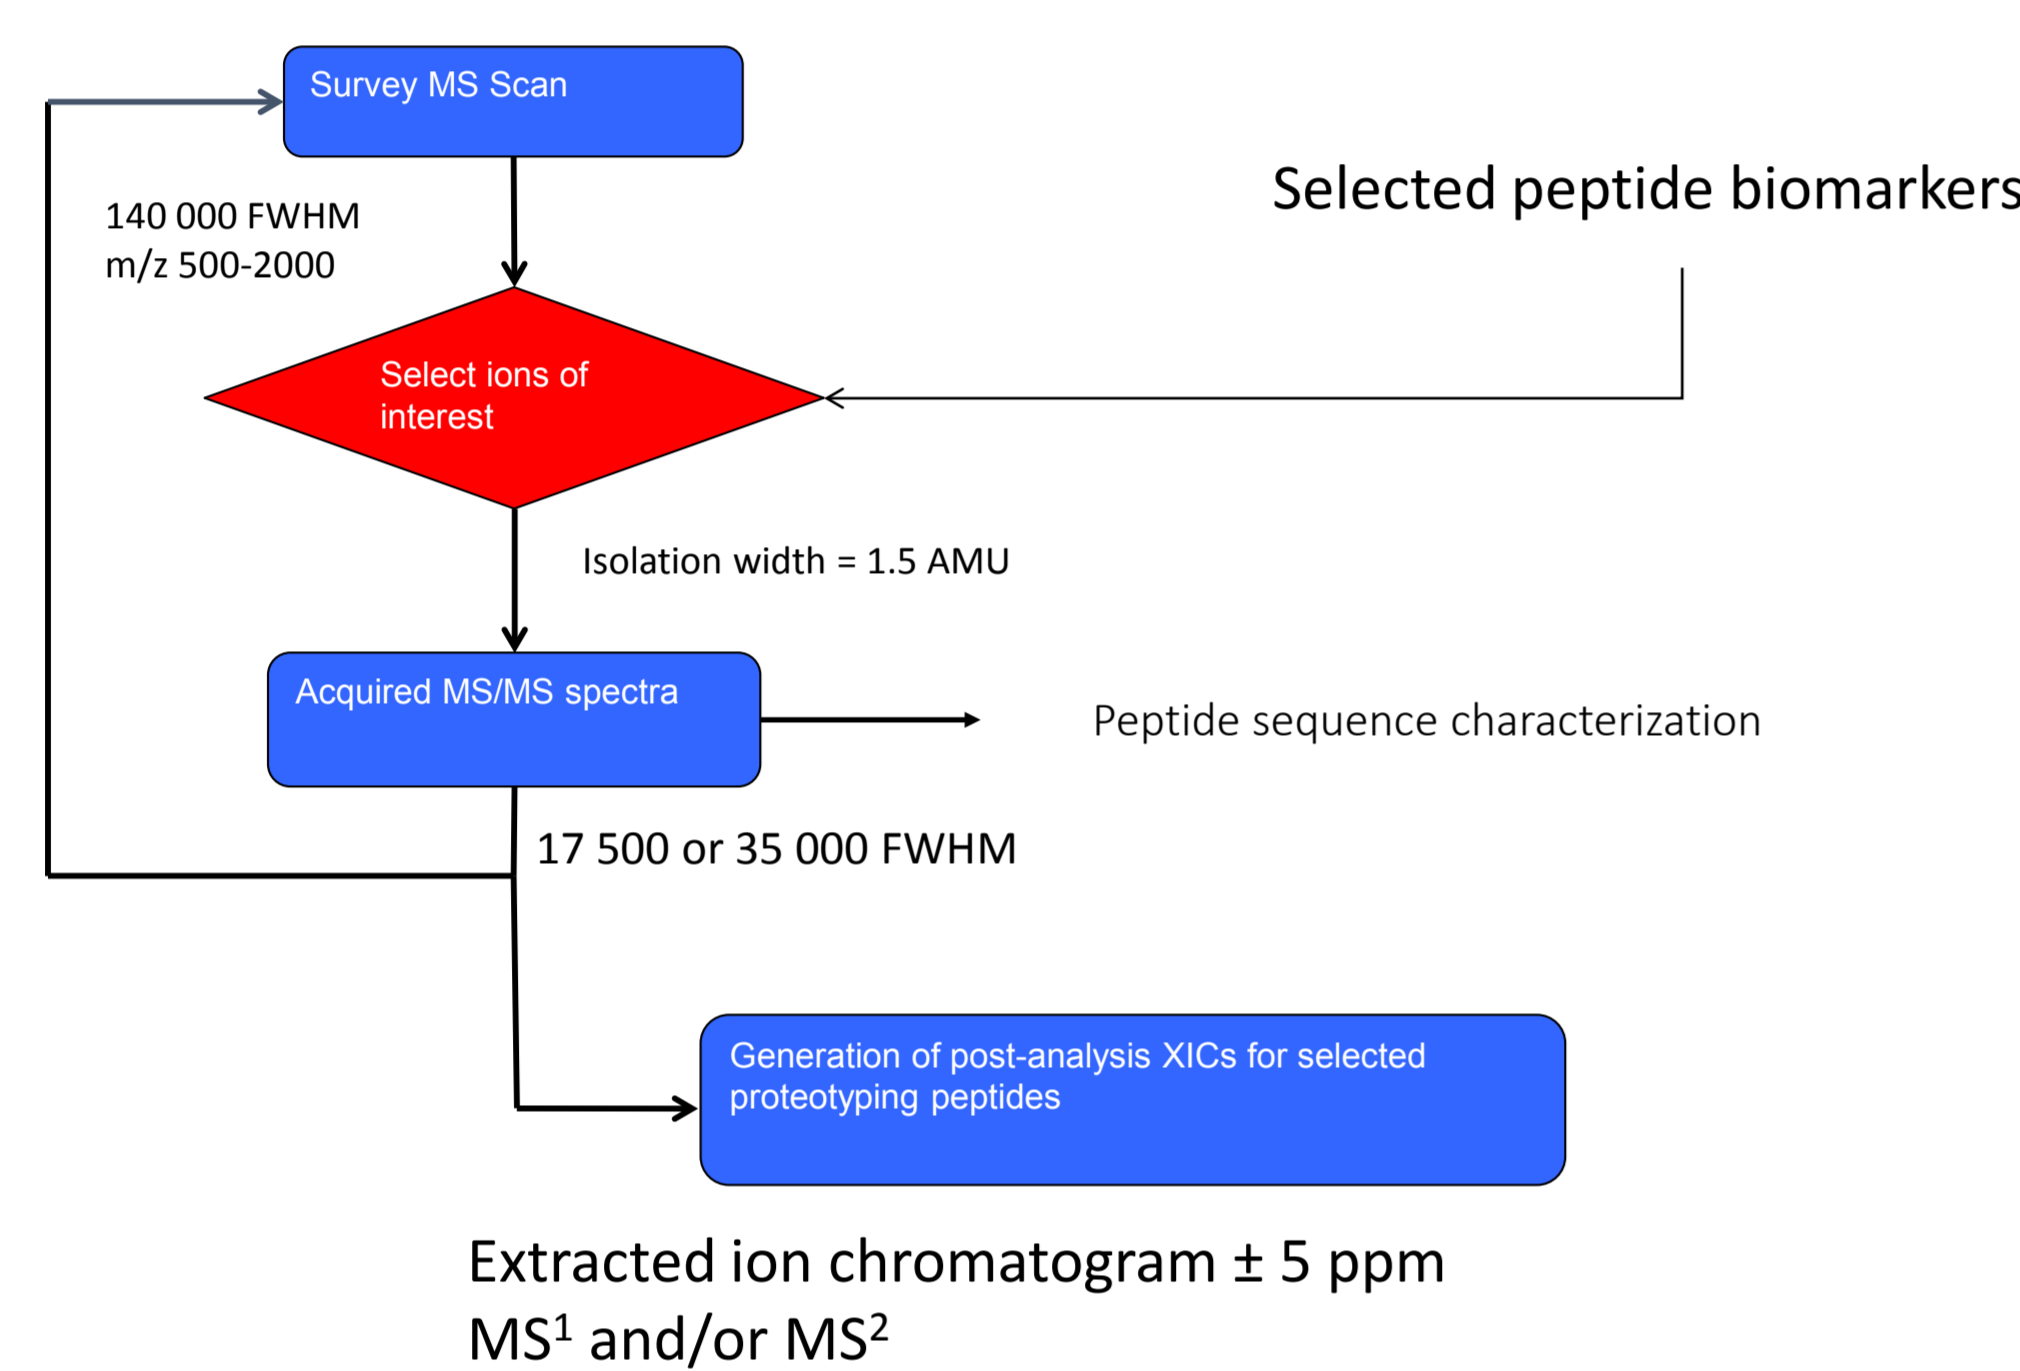 Survey MS Scan
140 000 FWHM
m/z 500-2000
Selected peptide biomarkers
Select ions of
interest
Isolation width = 1.5 AMU
Acquired MS/MS spectra
Peptide sequence characterization
17 500 or 35 000 FWHM
Generation of post-analysis XICs for selected
proteotyping peptides
Extracted ion chromatogram ± 5 ppm
MS¹ and/or MS²